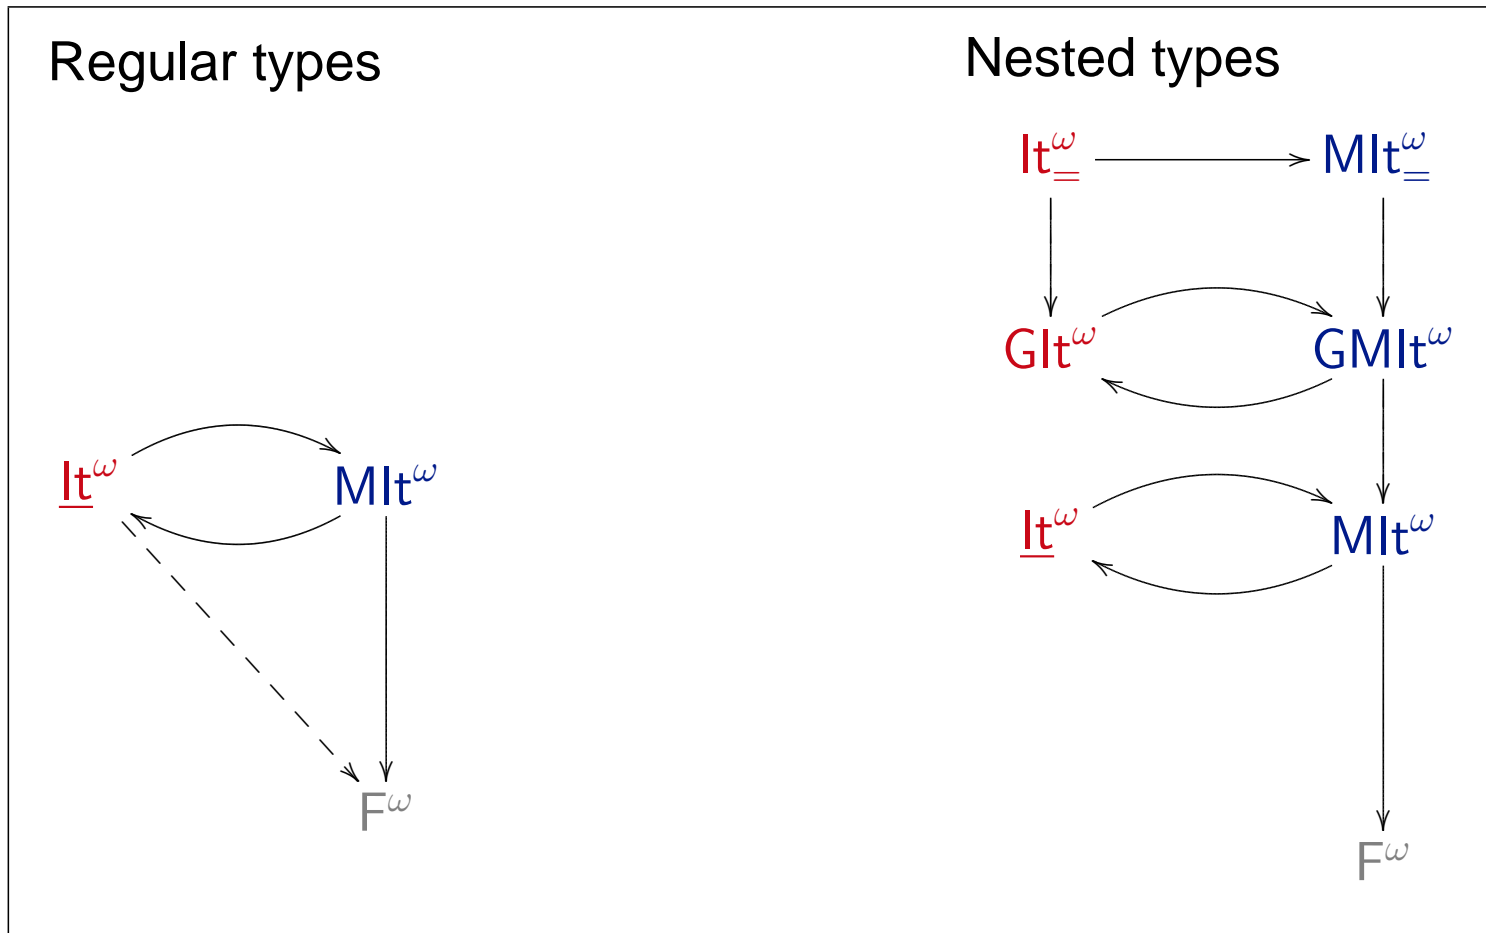 Regular types
Nested types
It^ω_= MIt^ω_=
GIt^ω GMIt^ω
It^ω MIt^ω
It^ω MIt^ω
F^ω
F^ω